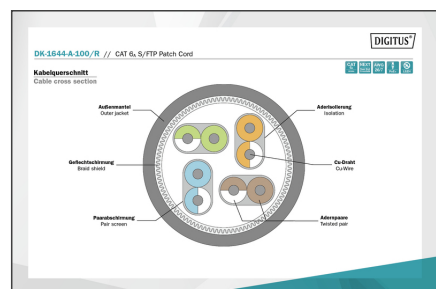 DIGITUS®
DK-1644-A-100/R // CAT 6A S/FTP Patch Cord
Kabelquerschnitt
Cable cross section
Außenmantel
Outer jacket
Aderisolierung
Isolation
Geflechtschirmung
Braid shield
Cu-Draht
Cu-Wire
Paarabschirmung
Pair screen
Aderpaare
Twisted pair